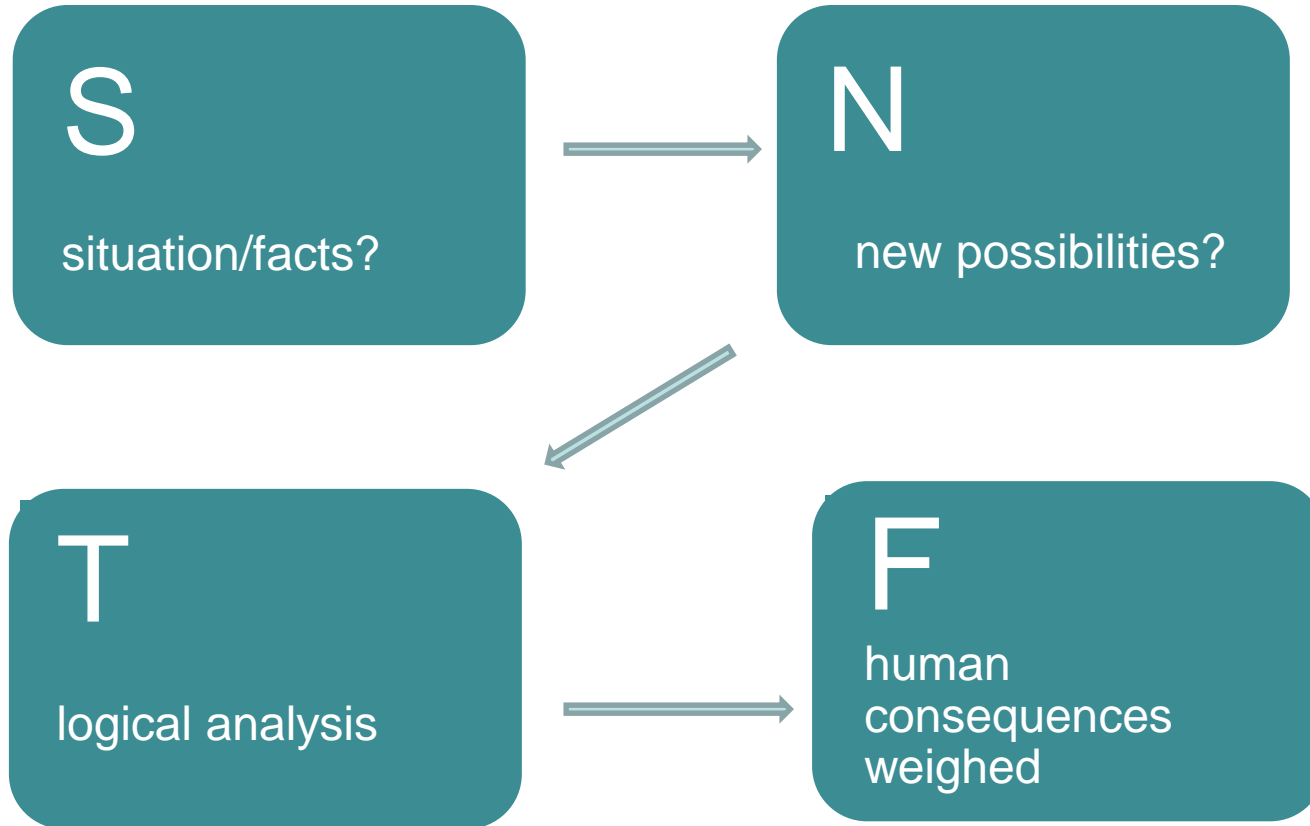 S
situation/facts?
N
new possibilities?
T
logical analysis
F
human
consequences
weighed